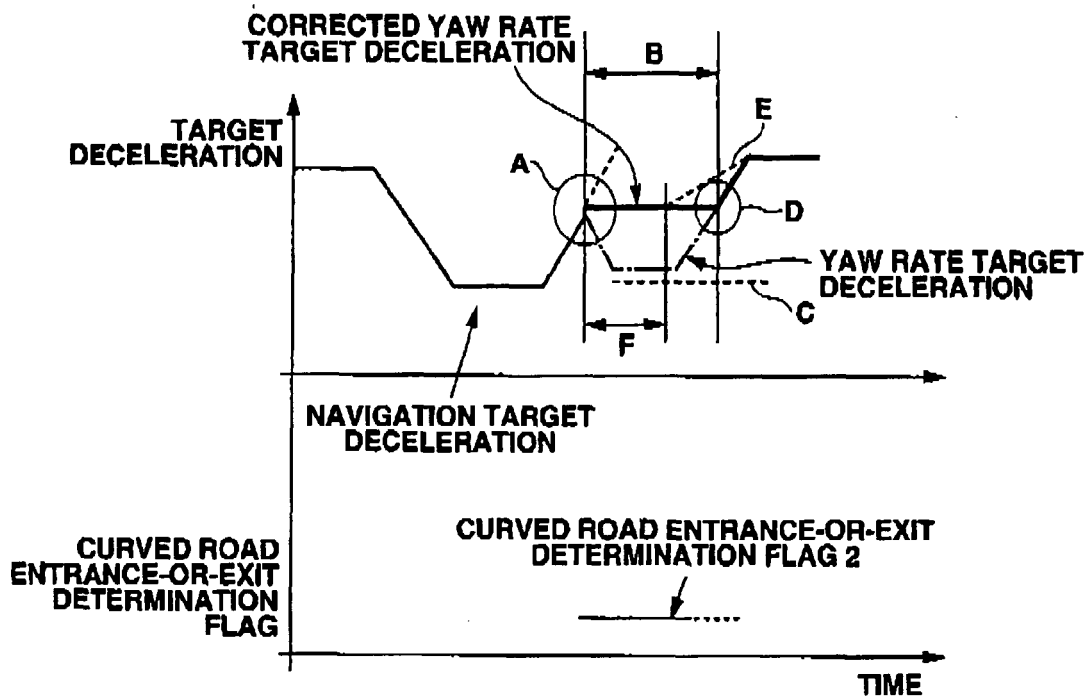 CORRECTED YAW RATE
TARGET DECELERATION
B
TARGET
DECELERATION
A
E
D
YAW RATE TARGET
DECELERATION
C
F
NAVIGATION TARGET
DECELERATION
CURVED ROAD ENTRANCE-OR-EXIT
DETERMINATION FLAG 2
CURVED ROAD
ENTRANCE-OR-EXIT
DETERMINATION
FLAG
TIME